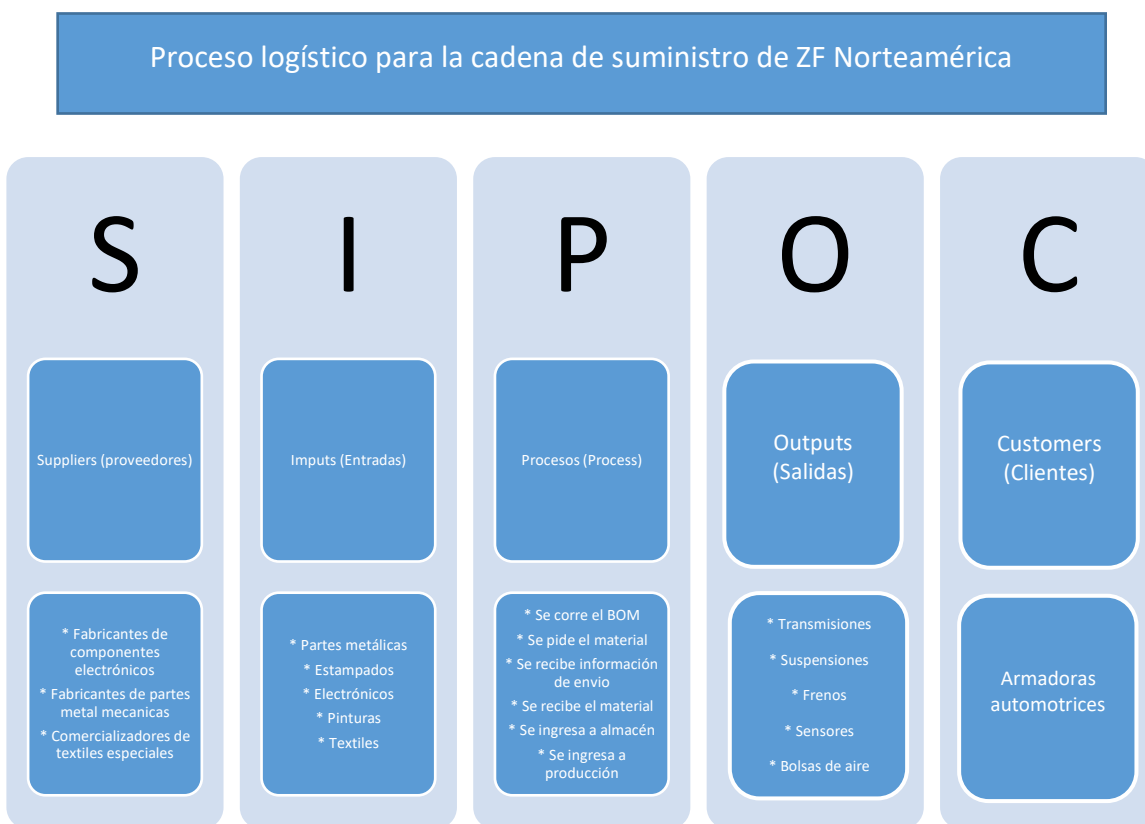 Proceso logístico para la cadena de suministro de ZF Norteamérica
S
I
P
O
C
Suppliers (proveedores)
Imputs (Entradas)
Procesos (Process)
Outputs
(Salidas)
Customers
(Clientes)
* Fabricantes de
componentes
electrónicos
* Fabricantes de partes
metal mecanicas
* Comercializadores de
textiles especiales
* Partes metálicas
* Estampados
* Electrónicos
* Pinturas
* Textiles
* Se corre el BOM
* Se pide el material
* Se recibe información
de envio
* Se recibe el material
* Se ingresa a almacén
* Se ingresa a
producción
* Transmisiones
* Suspensiones
* Frenos
* Sensores
* Bolsas de aire
Armadoras
automotrices